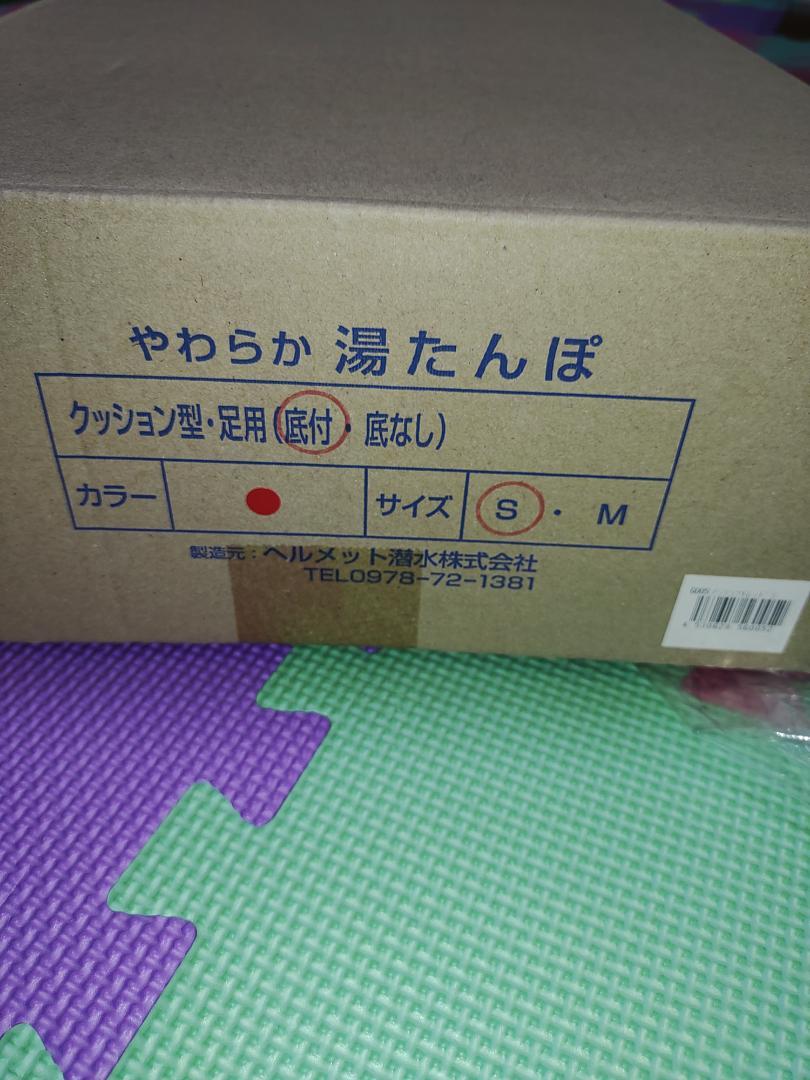 やわらか 湯たんぽ
クッション型・足用(底付・底なし)
カラー サイズ S・M
製造元:ヘルメット潜水株式会社
TEL0978-72-1381